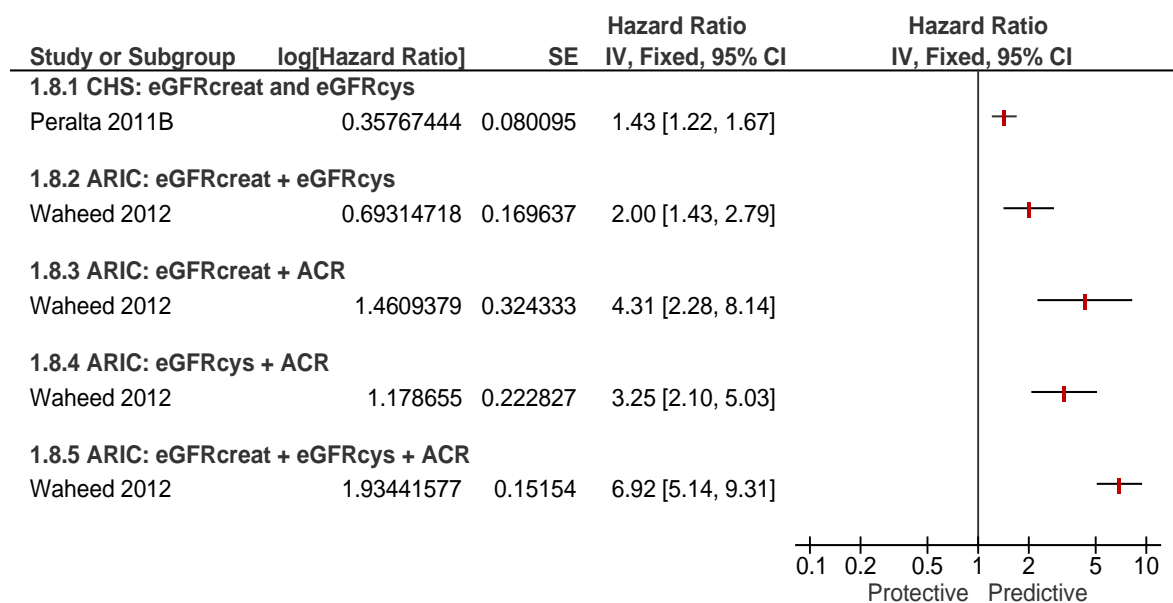 Hazard Ratio Hazard Ratio
Study or Subgroup log[Hazard Ratio] SE IV, Fixed, 95% CI IV, Fixed, 95% CI
1.8.1 CHS: eGFRcreat and eGFRcys
Peralta 2011B 0.35767444 0.080095 1.43 [1.22, 1.67]
1.8.2 ARIC: eGFRcreat + eGFRcys
Waheed 2012 0.69314718 0.169637 2.00 [1.43, 2.79]
1.8.3 ARIC: eGFRcreat + ACR
Waheed 2012 1.4609379 0.324333 4.31 [2.28, 8.14]
1.8.4 ARIC: eGFRcys + ACR
Waheed 2012 1.178655 0.222827 3.25 [2.10, 5.03]
1.8.5 ARIC: eGFRcreat + eGFRcys + ACR
Waheed 2012 1.93441577 0.15154 6.92 [5.14, 9.31]
0.1 0.2 0.5 1 2 5 10
Protective Predictive